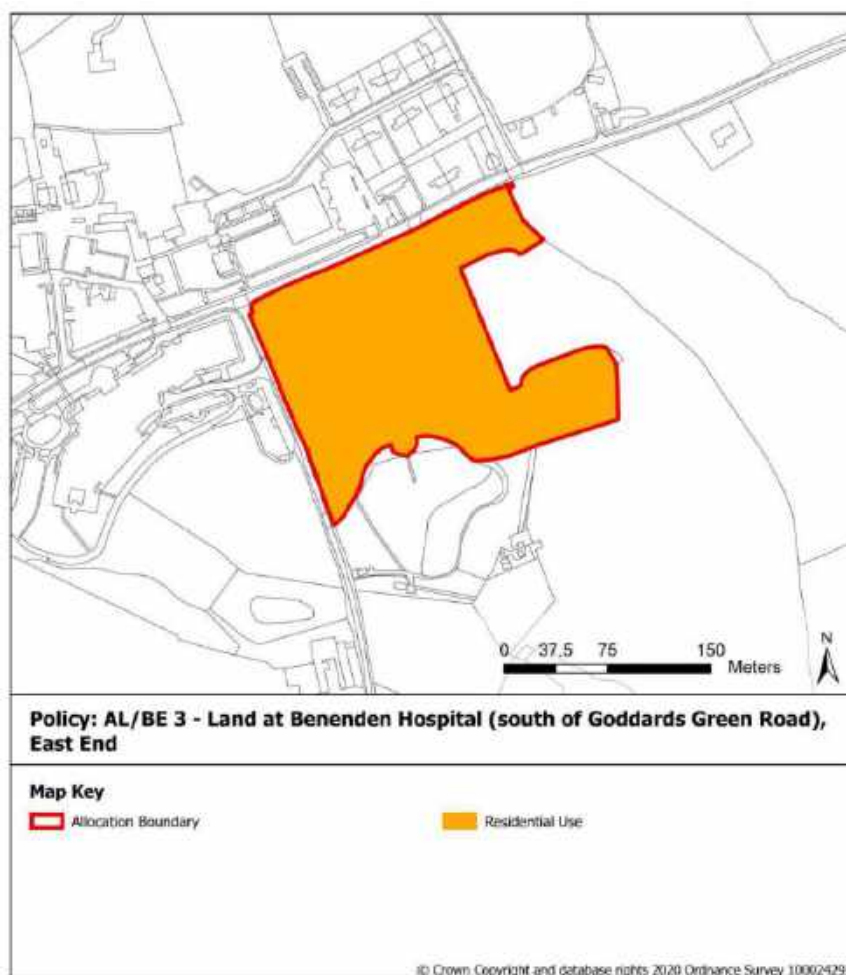 N
0 37.5 75 150
Meters
Policy: AL/BE 3 - Land at Benenden Hospital (south of Goddards Green Road),
East End
Map Key
Allocation Boundary
Residential Use
© Crown Copyright and database rights 2020 Ordnance Survey 10002429